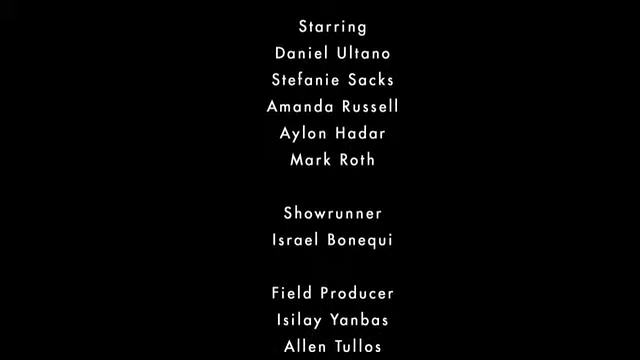 Starring
Daniel Ultano
Stefanie Sacks
Amanda Russell
Aylon Hadar
Mark Roth
Showrunner
Israel Bonequi
Field Producer
Isilay Yanbas
Allen Tullos